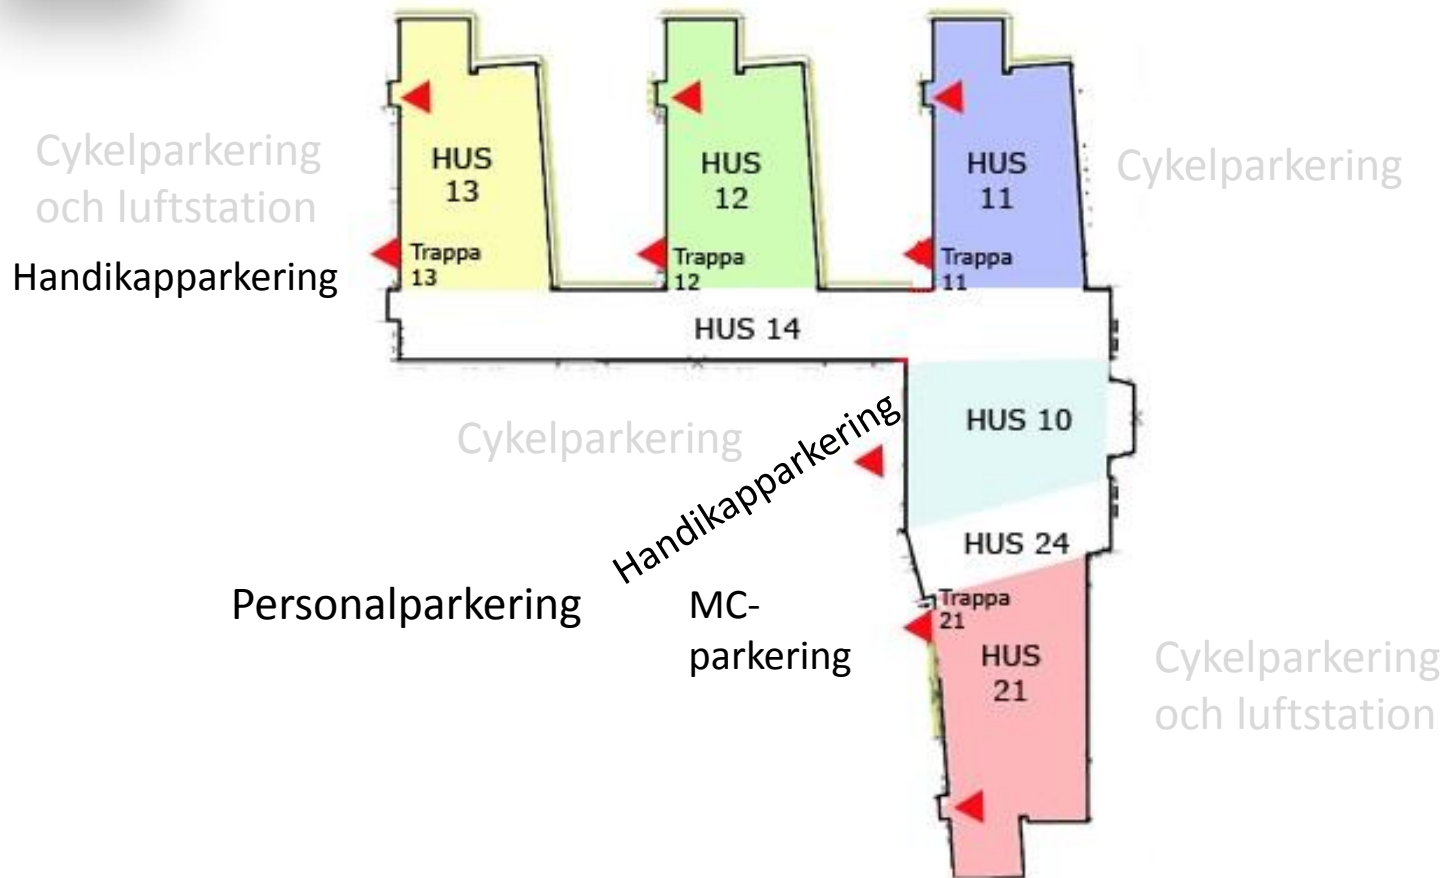 HUS
13
HUS
12
HUS
11
Cykelparkering
och luftstation
Cykelparkering
Trappa
13
Trappa
12
Trappa
11
Handikapparkering
HUS 14
Cykelparkering
Handikapparkering
HUS 10
HUS 24
Personalparkering
MC-
parkering
Trappa
21
HUS
21
Cykelparkering
och luftstation